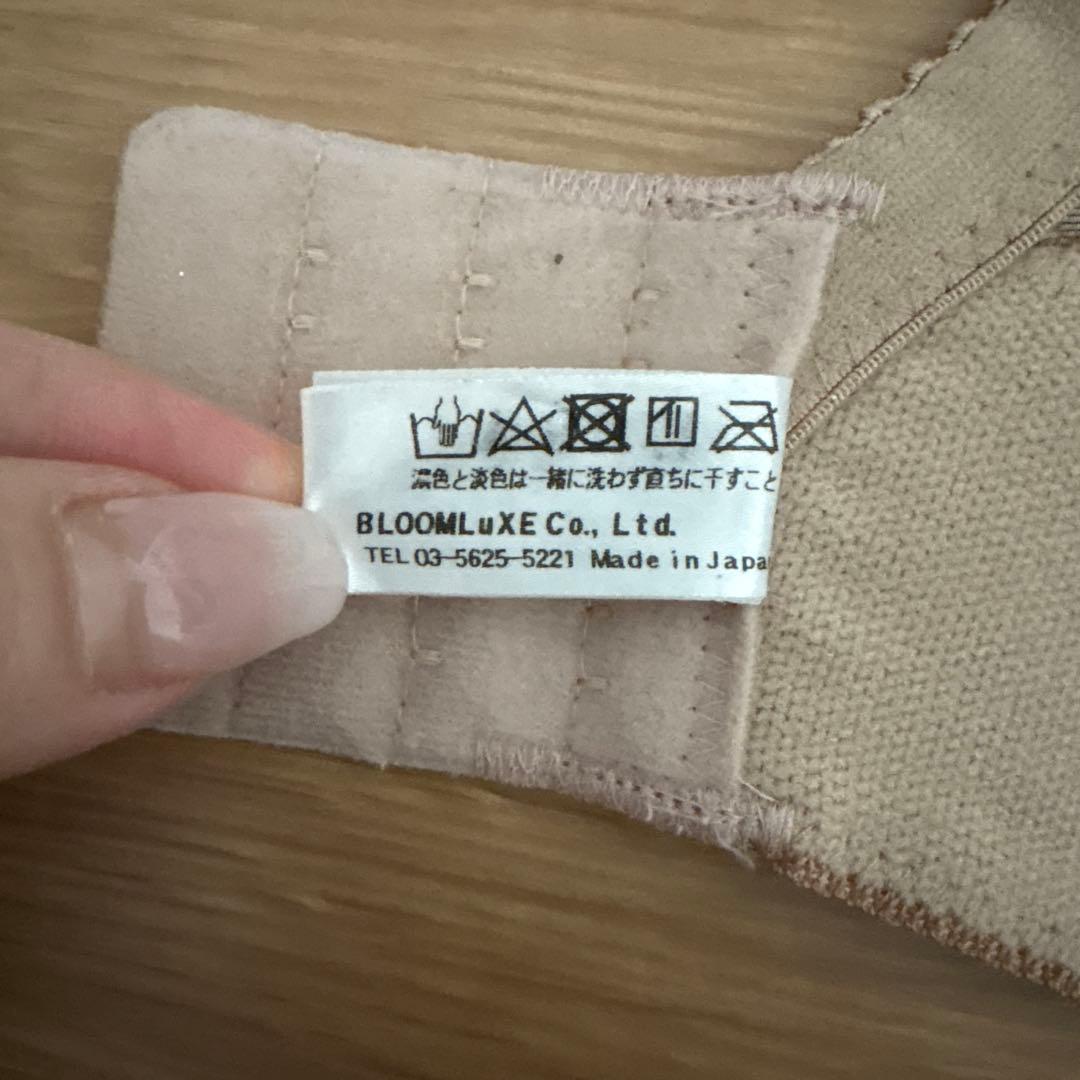 濃色と淡色は一緒に洗わず直ちに干すこと
BLOOMLuXE Co., Ltd.
TEL 03-5625-5221 Made in Japa